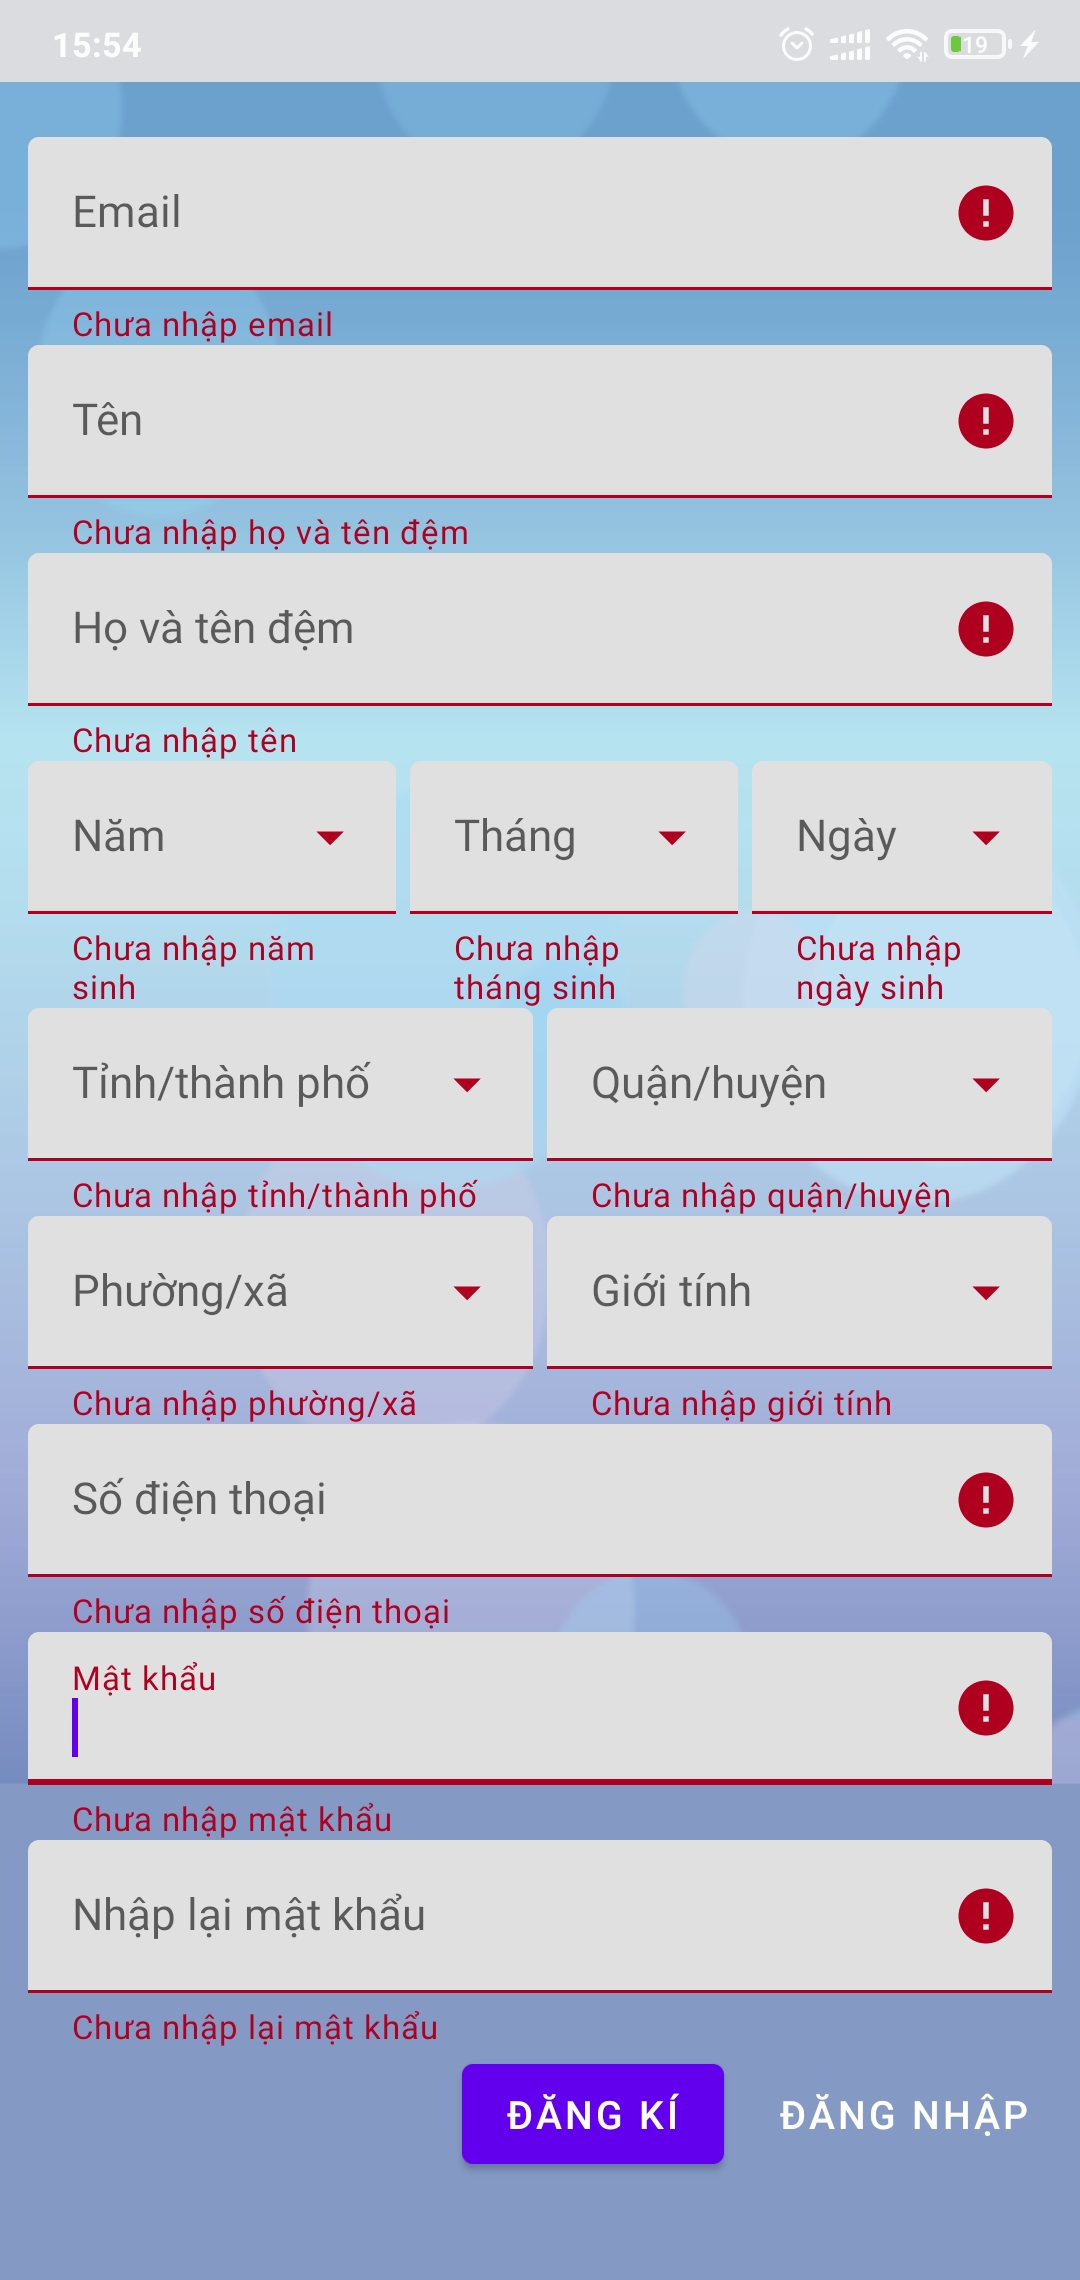 15:54
19
Email
Chưa nhập email
Tên
Chưa nhập họ và tên đệm
Họ và tên đệm
Chưa nhập tên
Năm Tháng Ngày
Chưa nhập năm sinh
Chưa nhập tháng sinh
Chưa nhập ngày sinh
Tỉnh/thành phố Quận/huyện
Chưa nhập tỉnh/thành phố Chưa nhập quận/huyện
Phường/xã Giới tính
Chưa nhập phường/xã Chưa nhập giới tính
Số điện thoại
Chưa nhập số điện thoại
Mật khẩu
Chưa nhập mật khẩu
Nhập lại mật khẩu
Chưa nhập lại mật khẩu
ĐĂNG KÍ ĐĂNG NHẬP